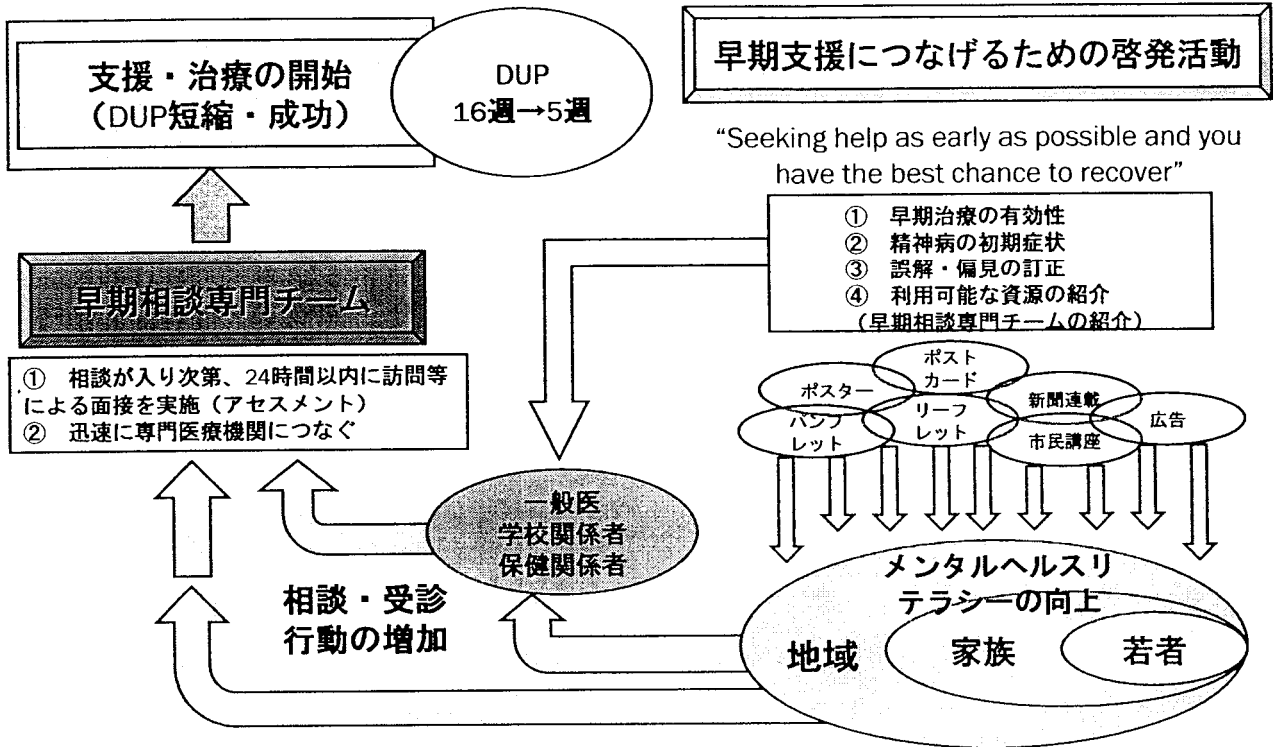 支援・治療の開始
（DUP短縮・成功）
DUP
16週→5週
早期支援につなげるための啓発活動
“Seeking help as early as possible and you
have the best chance to recover”
① 早期治療の有効性
② 精神病の初期症状
③ 誤解・偏見の訂正
④ 利用可能な資源の紹介
（早期相談専門チームの紹介）
早期相談専門チーム
① 相談が入り次第、24時間以内に訪問等
による面接を実施（アセスメント）
② 迅速に専門医療機関につなぐ
ポスター
ポスト
カード
新聞連載
広告
パンフ
レット
リーフ
レット
市民講座
一般医
学校関係者
保健関係者
相談・受診
行動の増加
メンタルヘルスリ
テラシーの向上
地域
家族
若者